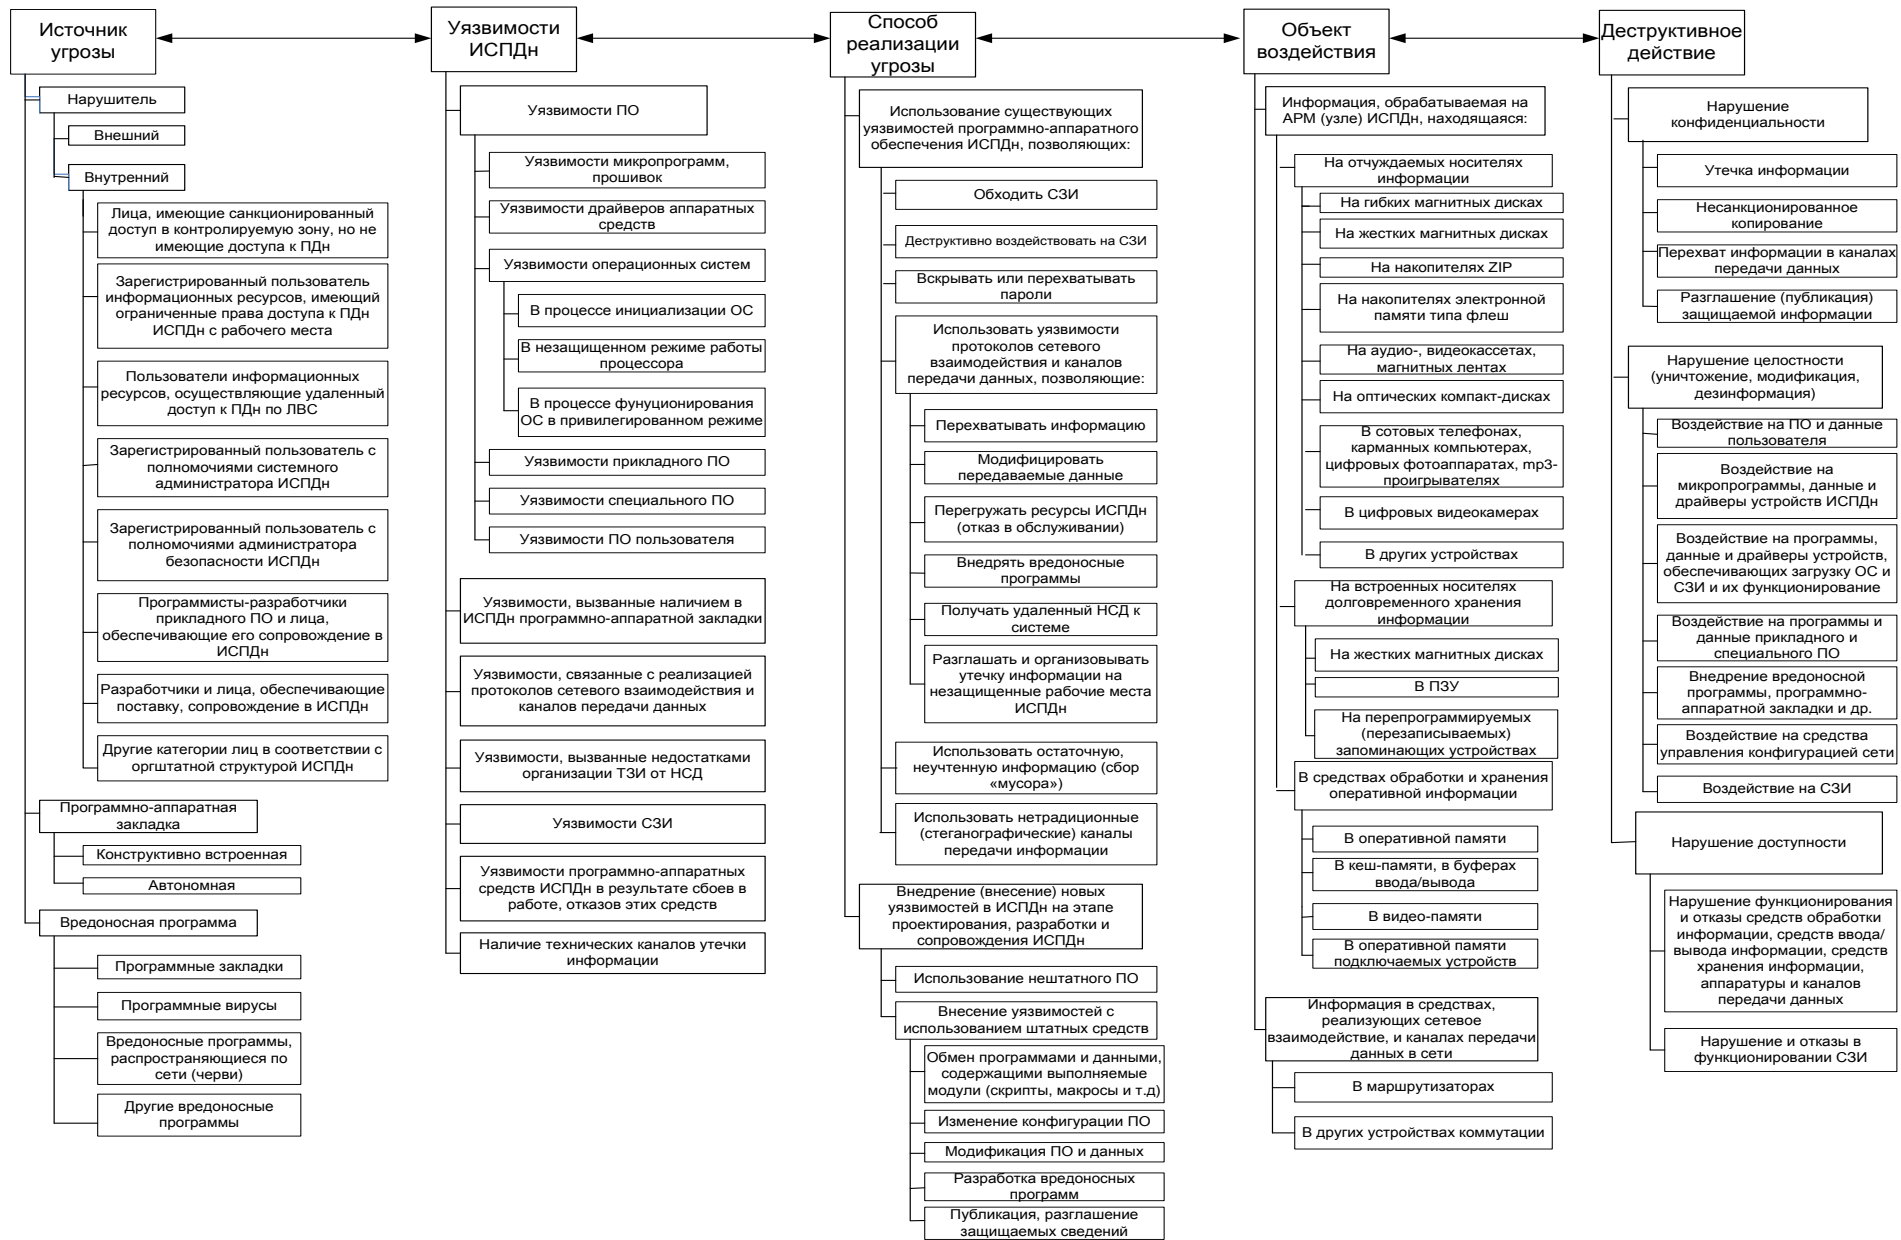 Источник
угрозы
Нарушитель
Внешний
Внутренний
Лица, имеющие санкционированный
доступ в контролируемую зону, но не
имеющие доступа к ПДн
Зарегистрированный пользователь
информационных ресурсов, имеющий
ограниченные права доступа к ПДн
ИСПДн с рабочего места
Пользователи информационных
ресурсов, осуществляющие удаленный
доступ к ПДн по ЛВС
Зарегистрированный пользователь с
полномочиями системного
администратора ИСПДн
Зарегистрированный пользователь с
полномочиями администратора
безопасности ИСПДн
Программисты-разработчики
прикладного ПО и лица,
обеспечивающие его сопровождение в
ИСПДн
Разработчики и лица, обеспечивающие
поставку, сопровождение в ИСПДн
Другие категории лиц в соответствии с
оргштатной структурой ИСПДн
Программно-аппаратная
закладка
Конструктивно встроенная
Автономная
Вредоносная программа
Программные закладки
Программные вирусы
Вредоносные программы,
распространяющиеся по
сети (черви)
Другие вредоносные
программы
Уязвимости
ИСПДн
Уязвимости ПО
Уязвимости микропрограмм,
прошивок
Уязвимости драйверов аппаратных
средств
Уязвимости операционных систем
В процессе инициализации ОС
В незащищенном режиме работы
процессора
В процессе фунуционирования
ОС в привилегированном режиме
Уязвимости прикладного ПО
Уязвимости специального ПО
Уязвимости ПО пользователя
Уязвимости, вызванные наличием в
ИСПДн программно-аппаратной закладки
Уязвимости, связанные с реализацией
протоколов сетевого взаимодействия и
каналов передачи данных
Уязвимости, вызванные недостатками
организации ТЗИ от НСД
Уязвимости СЗИ
Уязвимости программно-аппаратных
средств ИСПДн в результате сбоев в
работе, отказов этих средств
Наличие технических каналов утечки
информации
Способ
реализации
угрозы
Использование существующих
уязвимостей программно-аппаратного
обеспечения ИСПДн, позволяющих:
Обходить СЗИ
Деструктивно воздействовать на СЗИ
Вскрывать или перехватывать
пароли
Использовать уязвимости
протоколов сетевого
взаимодействия и каналов
передачи данных, позволяющие:
Перехватывать информацию
Модифицировать
передаваемые данные
Перегружать ресурсы ИСПДн
(отказ в обслуживании)
Внедрять вредоносные
программы
Получать удаленный НСД к
системе
Разглашать и организовывать
утечку информации на
незащищенные рабочие места
ИСПДн
Использовать остаточную,
неучтенную информацию (сбор
«мусора»)
Использовать нетрадиционные
(стеганографические) каналы
передачи информации
Внедрение (внесение) новых
уязвимостей в ИСПДн на этапе
проектирования, разработки и
сопровождения ИСПДн
Использование нештатного ПО
Внесение уязвимостей с
использованием штатных средств
Обмен программами и данными,
содержащими выполняемые
модули (скрипты, макросы и т.д)
Изменение конфигурации ПО
Модификация ПО и данных
Разработка вредоносных
программ
Публикация, разглашение
защищаемых сведений
Объект
воздействия
Информация, обрабатываемая на
АРМ (узле) ИСПДн, находящаяся:
На отчуждаемых носителях
информации
На гибких магнитных дисках
На жестких магнитных дисках
На накопителях ZIP
На накопителях электронной
памяти типа флеш
На аудио-, видеокассетах,
магнитных лентах
На оптических компакт-дисках
В сотовых телефонах,
карманных компьютерах,
цифровых фотоаппаратах, mp3-
проигрывателях
В цифровых видеокамерах
В других устройствах
На встроенных носителях
долговременного хранения
информации
На жестких магнитных дисках
В ПЗУ
На перепрограммируемых
(перезаписываемых)
запоминающих устройствах
В средствах обработки и хранения
оперативной информации
В оперативной памяти
В кеш-памяти, в буферах
ввода/вывода
В видео-памяти
В оперативной памяти
подключаемых устройств
Информация в средствах,
реализующих сетевое
взаимодействие, и каналах передачи
данных в сети
В маршрутизаторах
В других устройствах коммутации
Деструктивное
действие
Нарушение
конфиденциальности
Утечка информации
Несанкционированное
копирование
Перехват информации в каналах
передачи данных
Разглашение (публикация)
защищаемой информации
Нарушение целостности
(уничтожение, модификация,
дезинформация)
Воздействие на ПО и данные
пользователя
Воздействие на
микропрограммы, данные и
драйверы устройств ИСПДн
Воздействие на программы,
данные и драйверы устройств,
обеспечивающих загрузку ОС и
СЗИ и их функционирование
Воздействие на программы и
данные прикладного и
специального ПО
Внедрение вредоносной
программы, программно-
аппаратной закладки и др.
Воздействие на средства
управления конфигурацией сети
Воздействие на СЗИ
Нарушение доступности
Нарушение функционирования
и отказы средств обработки
информации, средств ввода/
вывода информации, средств
хранения информации,
аппаратуры и каналов
передачи данных
Нарушение и отказы в
функционировании СЗИ